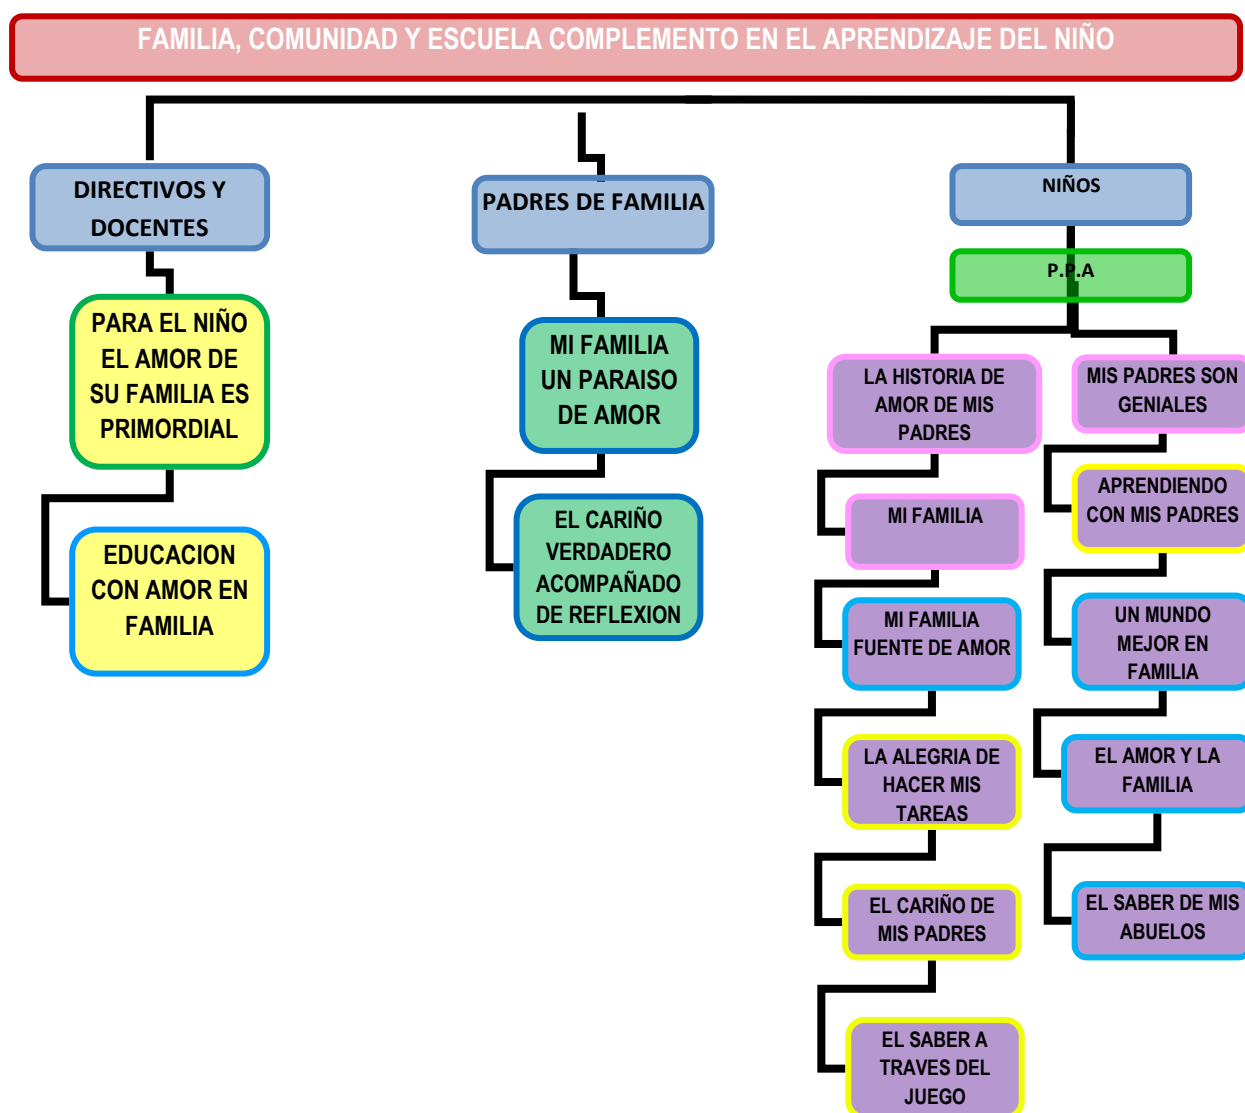 FAMILIA, COMUNIDAD Y ESCUELA COMPLEMENTO EN EL APRENDIZAJE DEL NIÑO
DIRECTIVOS Y
DOCENTES
PARA EL NIÑO
EL AMOR DE
SU FAMILIA ES
PRIMORDIAL
EDUCACION
CON AMOR EN
FAMILIA
PADRES DE FAMILIA
MI FAMILIA
UN PARAISO
DE AMOR
EL CARIÑO
VERDADERO
ACOMPAÑADO
DE REFLEXION
NIÑOS
P.P.A
LA HISTORIA DE
AMOR DE MIS
PADRES
MI FAMILIA
MI FAMILIA
FUENTE DE AMOR
LA ALEGRIA DE
HACER MIS
TAREAS
EL CARIÑO DE
MIS PADRES
EL SABER A
TRAVES DEL
JUEGO
MIS PADRES SON
GENIALES
APRENDIENDO
CON MIS PADRES
UN MUNDO
MEJOR EN
FAMILIA
EL AMOR Y LA
FAMILIA
EL SABER DE MIS
ABUELOS